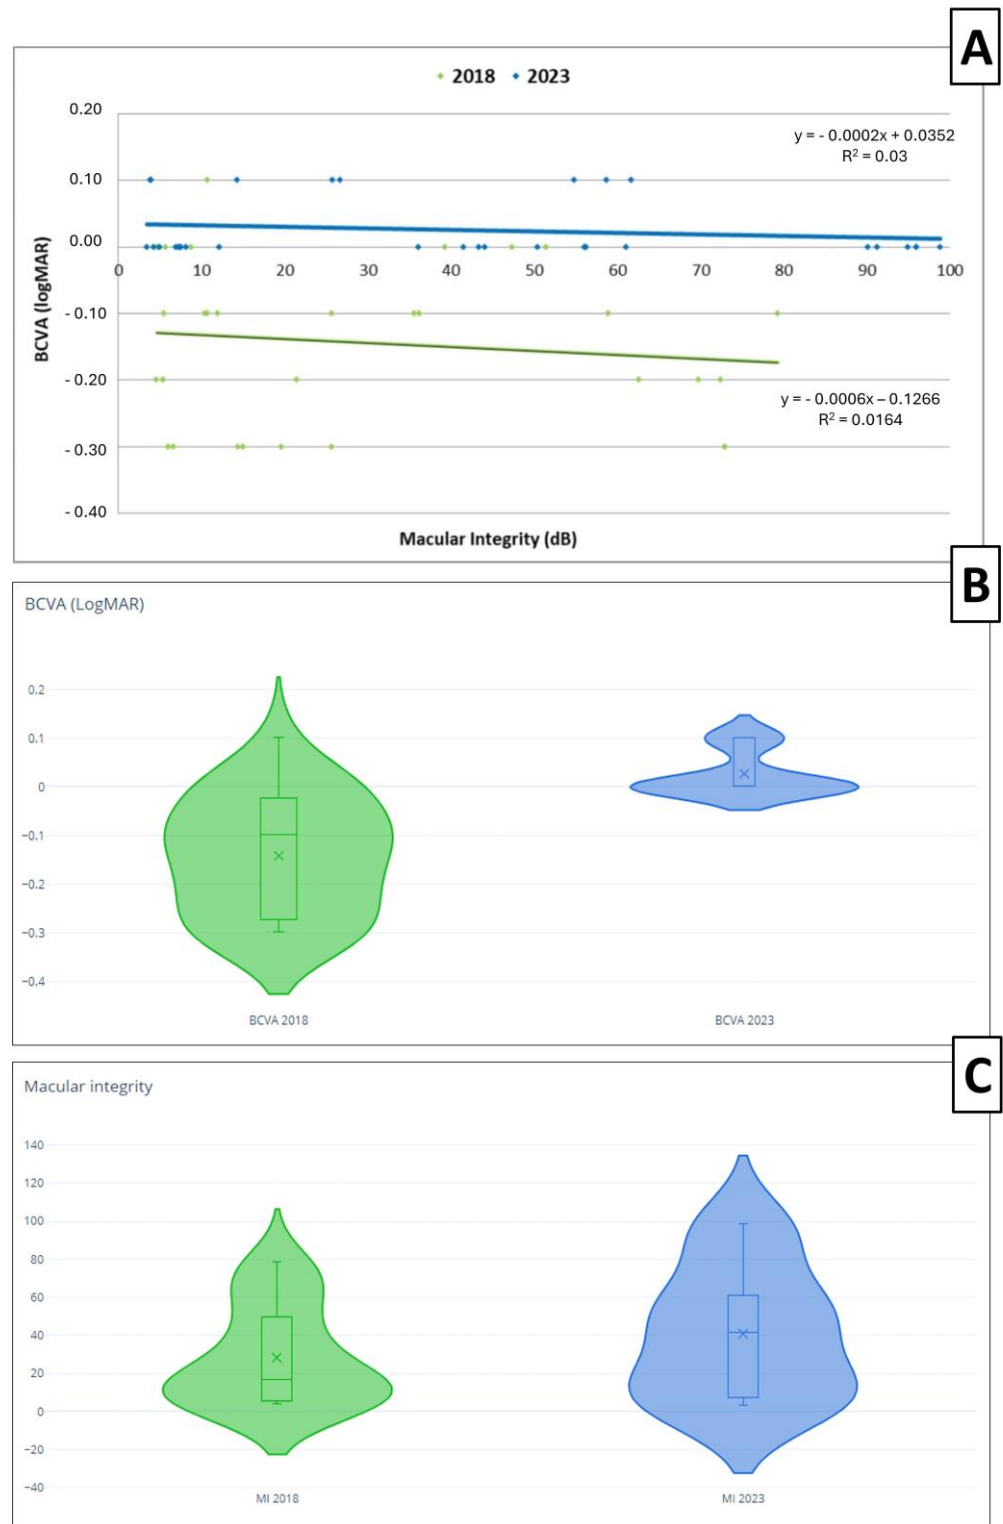 A
2018 2023
0.20
y = - 0.0002x + 0.0352
R² = 0.03
0.10
0.00
0 10 20 30 40 50 60 70 80 90 100
BCVA (logMAR)
- 0.10
- 0.20
y = - 0.0006x – 0.1266
R² = 0.0164
- 0.30
- 0.40
Macular Integrity (dB)
B
BCVA (LogMAR)
0.2
0.1
0
−0.1
−0.2
−0.3
−0.4
BCVA 2018 BCVA 2023
C
Macular integrity
140
120
100
80
60
40
20
0
−20
−40
MI 2018 MI 2023